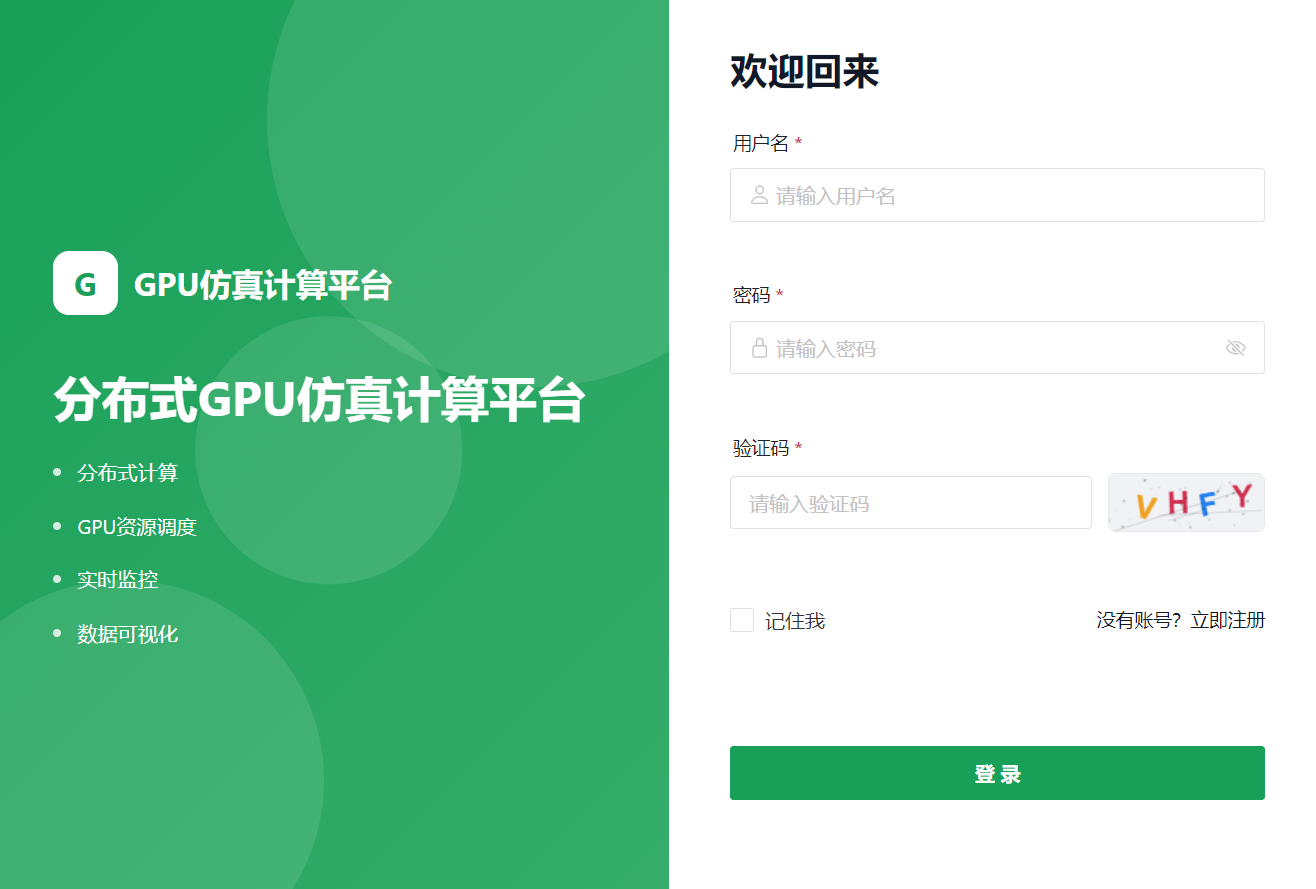 G
GPU仿真计算平台
分布式GPU仿真计算平台
分布式计算
GPU资源调度
实时监控
数据可视化
欢迎回来
用户名 *
请输入用户名
密码 *
请输入密码
验证码 *
请输入验证码
VHFY
记住我
没有账号？立即注册
登录